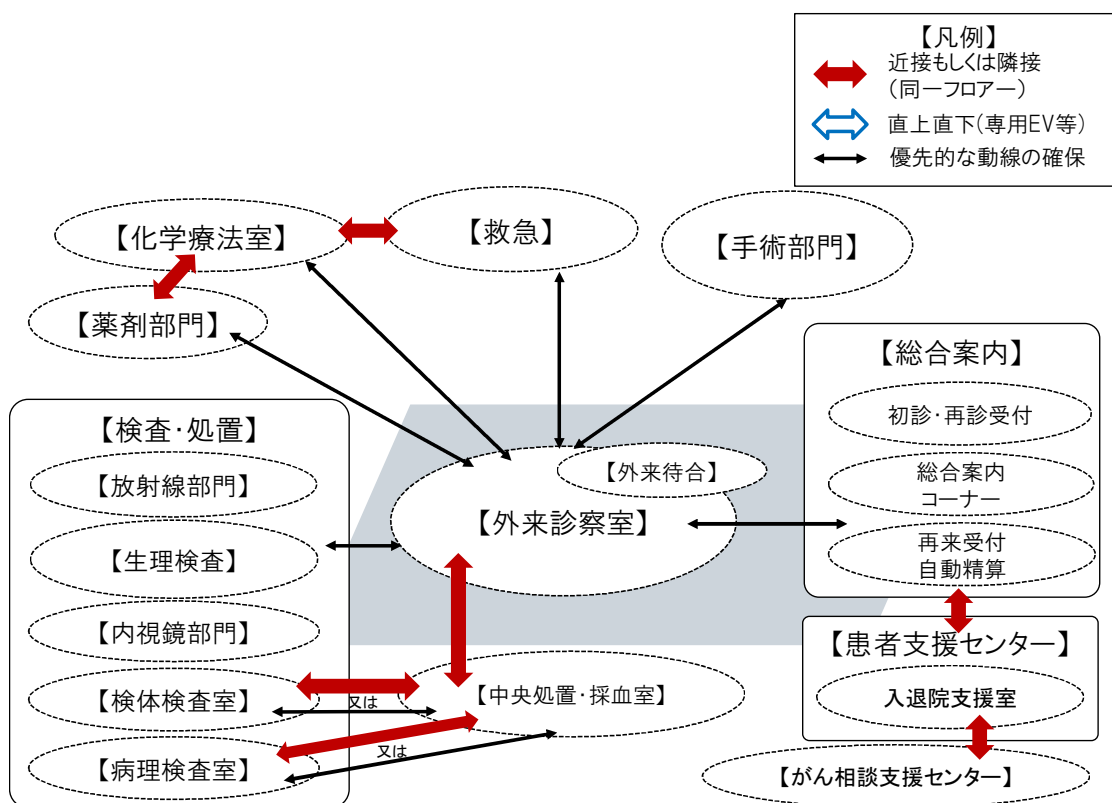 【凡例】
近接もしくは隣接
(同一フロアー)
直上直下(専用EV等)
優先的な動線の確保
【化学療法室】
【救急】
【手術部門】
【薬剤部門】
【総合案内】
初診・再診受付
総合案内
コーナー
再来受付
自動精算
【検査・処置】
【放射線部門】
【生理検査】
【内視鏡部門】
【検体検査室】
【病理検査室】
【外来待合】
【外来診察室】
【中央処置・採血室】
又は
又は
【患者支援センター】
入退院支援室
【がん相談支援センター】